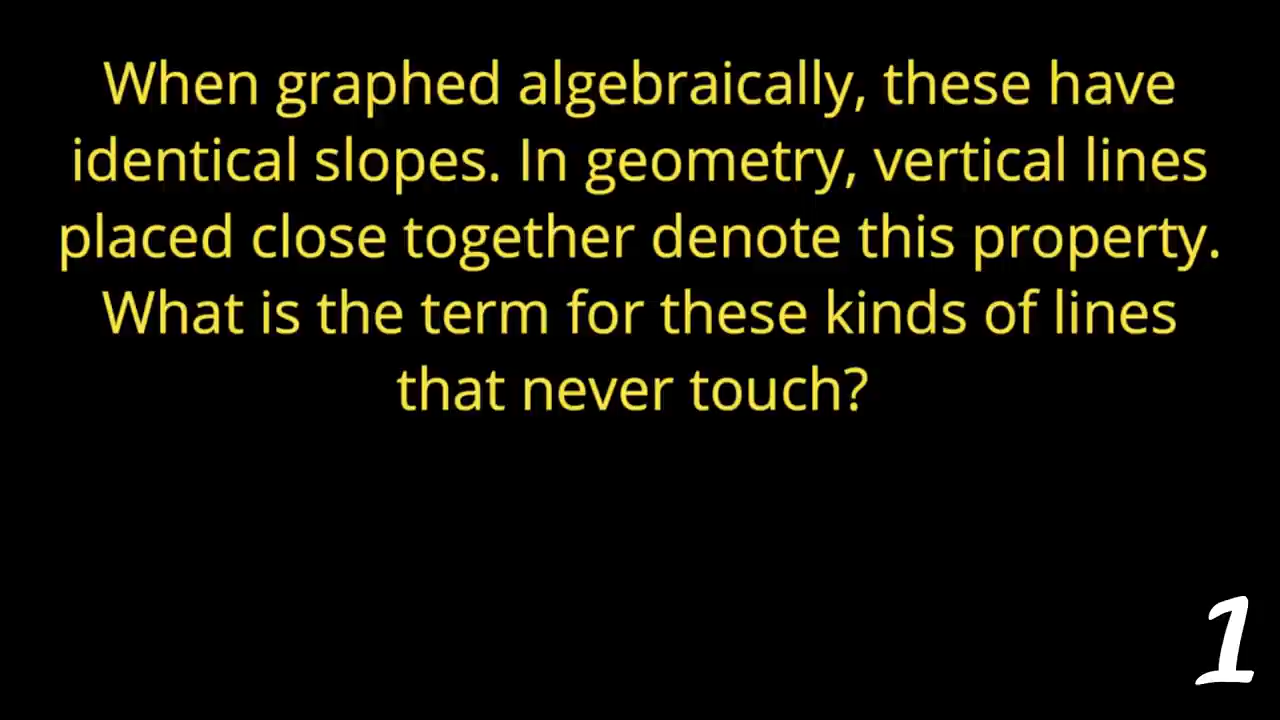 When graphed algebraically, these have
identical slopes. In geometry, vertical lines
placed close together denote this property.
What is the term for these kinds of lines
that never touch?
1